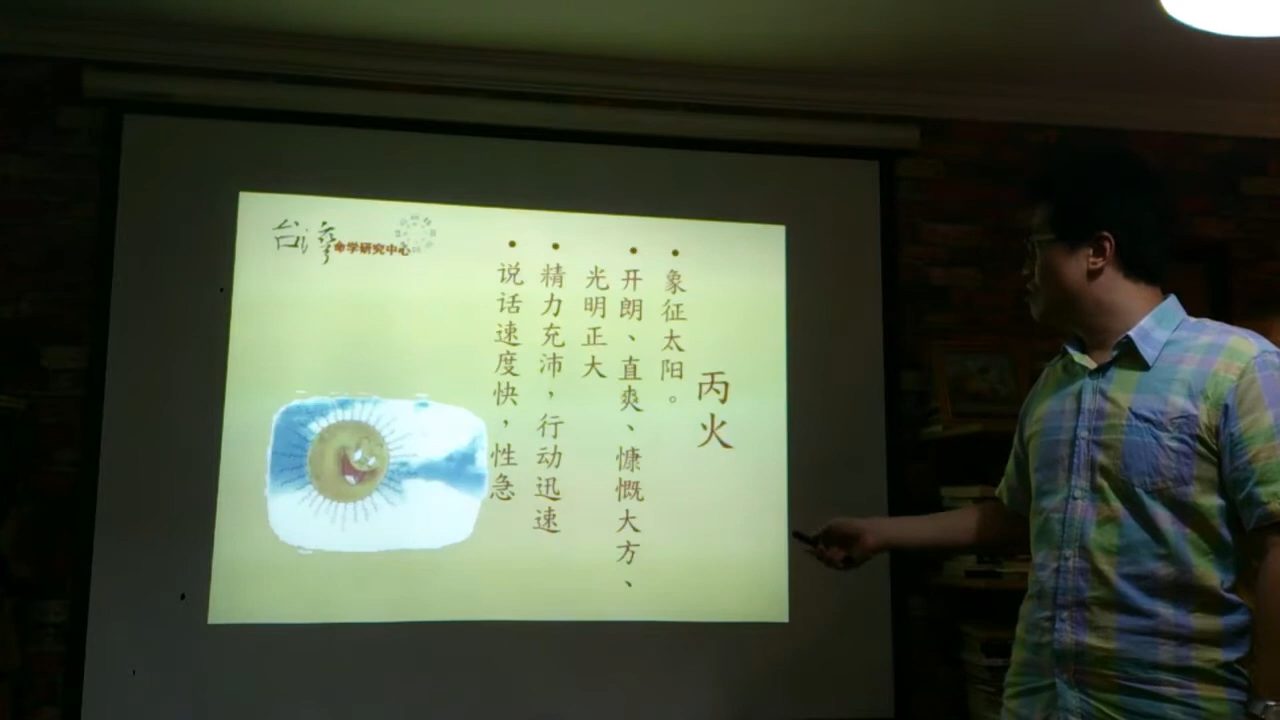 台湾命学研究中心
丙火
• 象征太阳。
• 开朗、直爽、慷慨大方、
光明正大
• 精力充沛，行动迅速
• 说话速度快，性急